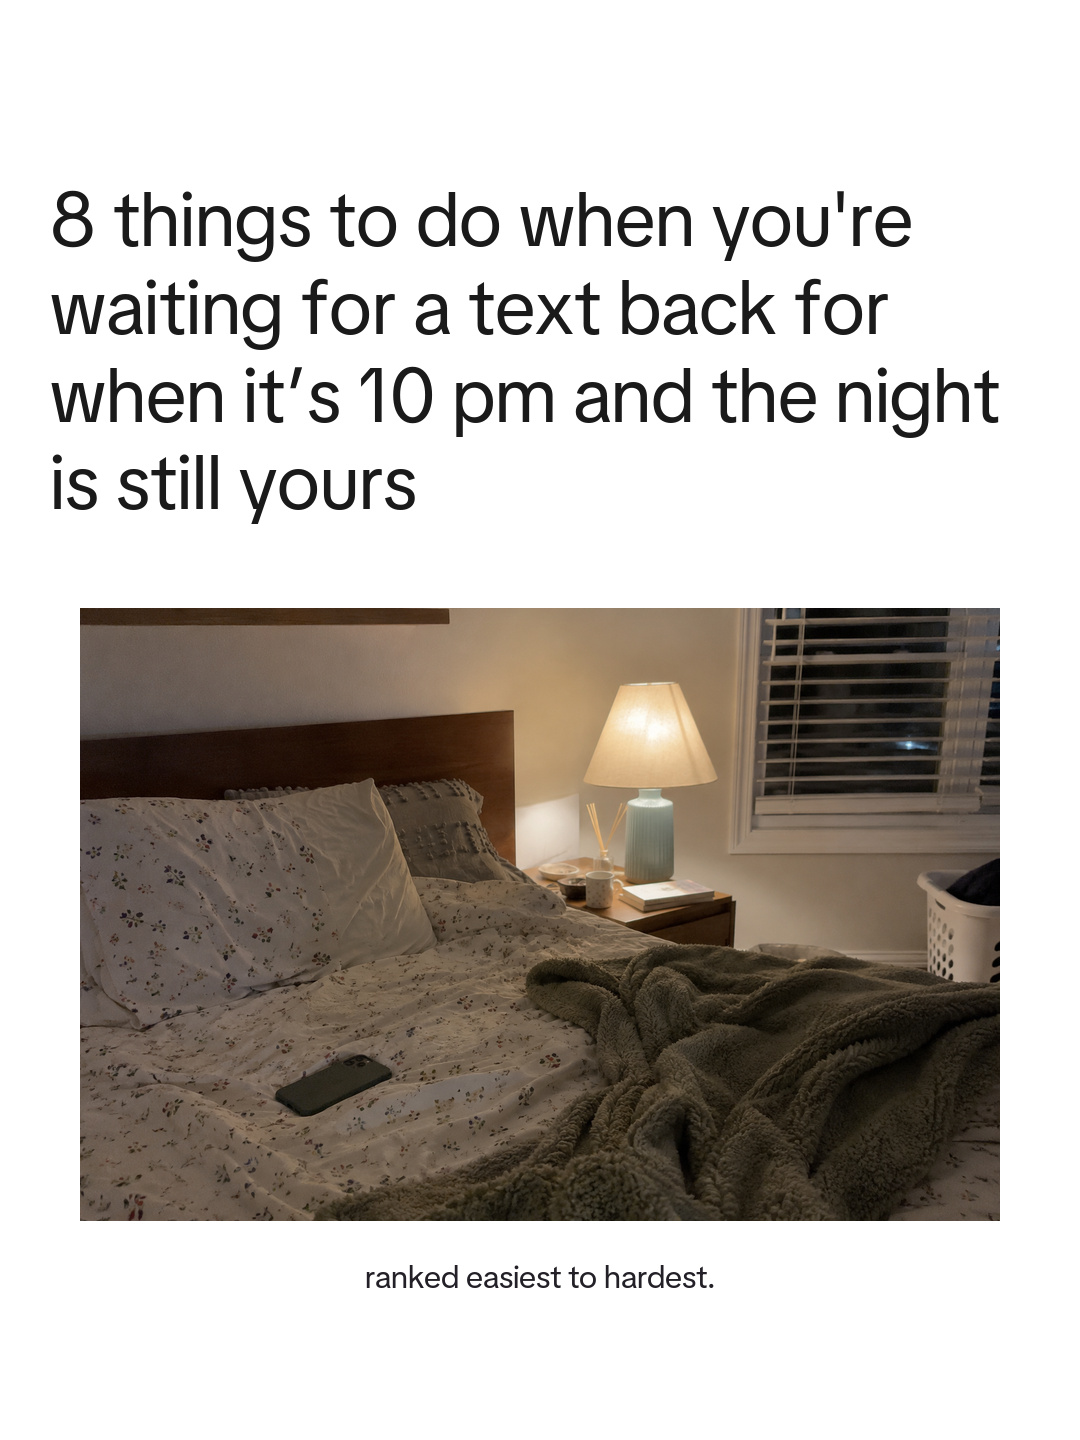 8 things to do when you're
waiting for a text back for
when it’s 10 pm and the night
is still yours
ranked easiest to hardest.